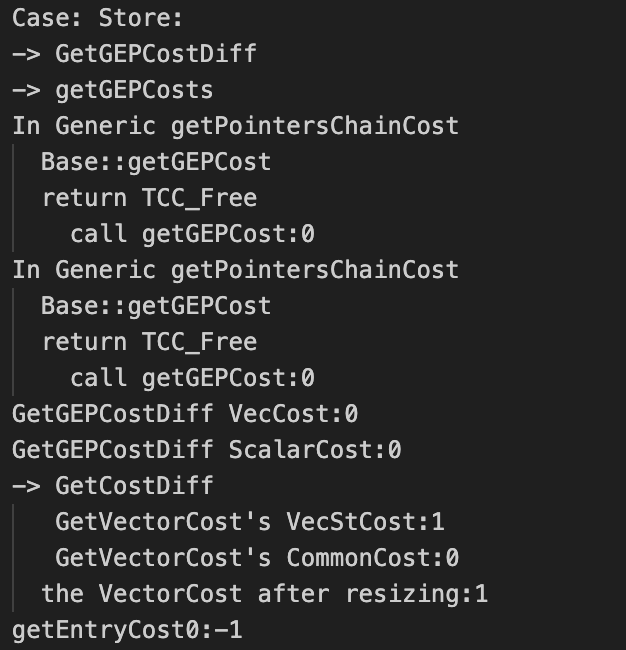 Case: Store:
-> GetGEPCostDiff
-> getGEPCosts
In Generic getPointersChainCost
Base::getGEPCost
return TCC_Free
call getGEPCost:0
In Generic getPointersChainCost
Base::getGEPCost
return TCC_Free
call getGEPCost:0
GetGEPCostDiff VecCost:0
GetGEPCostDiff ScalarCost:0
-> GetCostDiff
GetVectorCost's VecStCost:1
GetVectorCost's CommonCost:0
the VectorCost after resizing:1
getEntryCost0:-1